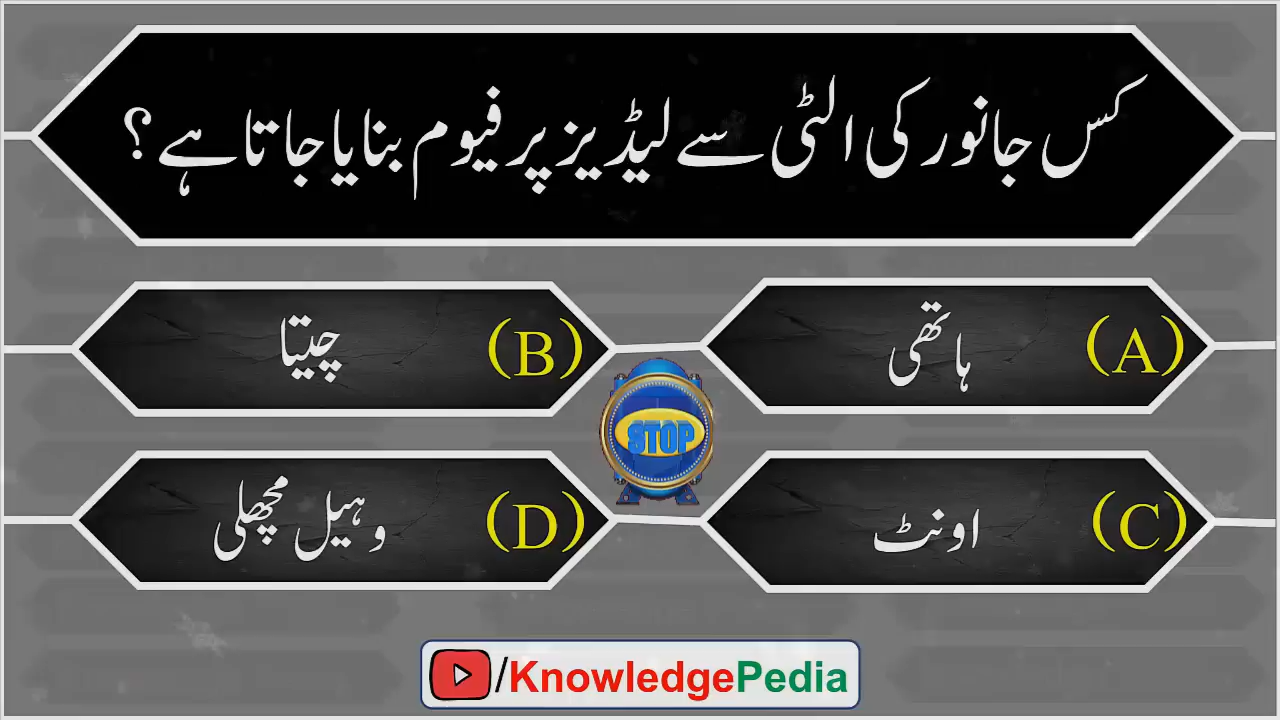 کس جانور کی الٹی سے لیڈیز پرفیوم بنایا جاتا ہے؟
(A) ہاتھی
(B) چیتا
STOP
(C) اونٹ
(D) وہیل مچھلی
/KnowledgePedia